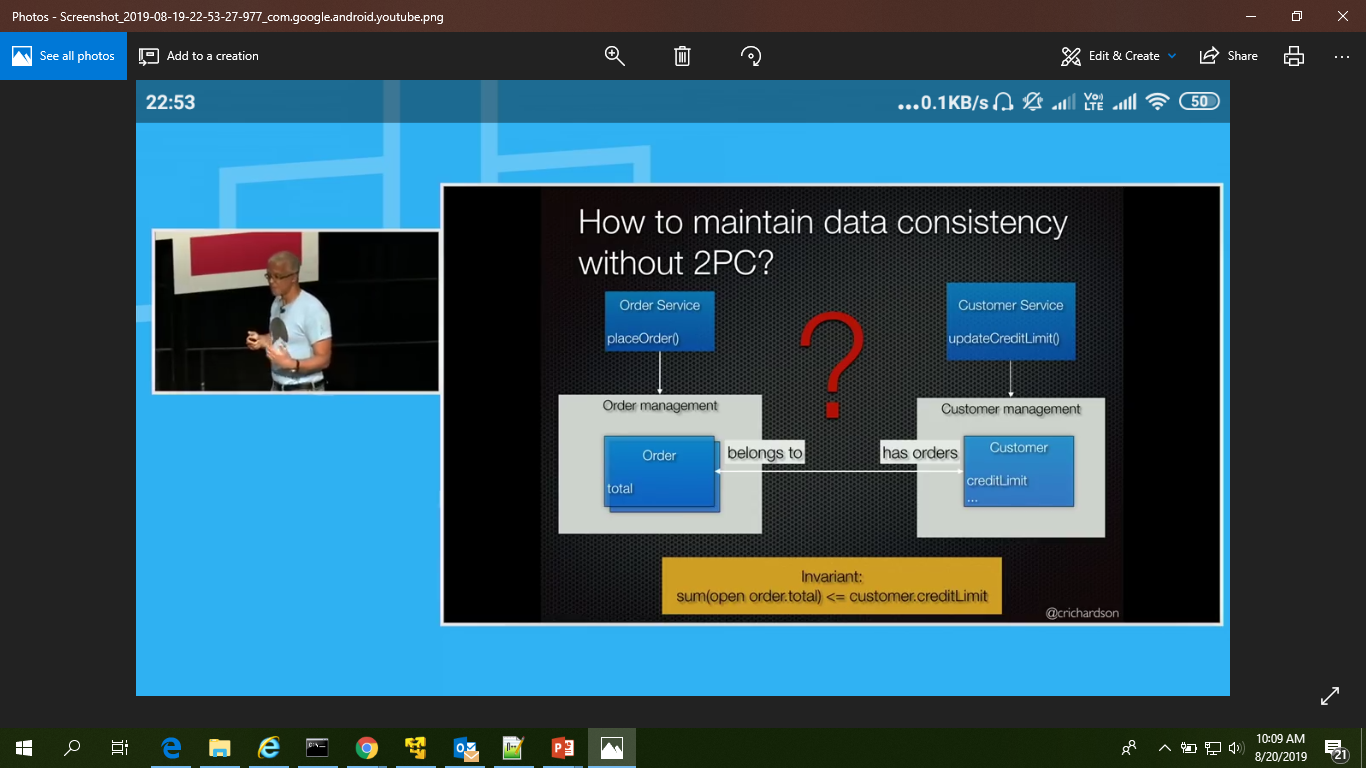 Photos - Screenshot_2019-08-19-22-53-27-977_com.google.android.youtube.png
See all photos
Add to a creation
Edit & Create
Share
22:53
...0.1KB/s
Vo))
LTE
50
How to maintain data consistency
without 2PC?
Order Service
placeOrder()
Customer Service
updateCreditLimit()
?
Order management
Customer management
Order
total
belongs to
has orders
Customer
creditLimit
...
Invariant:
sum(open order.total) <= customer.creditLimit
@crichardson
10:09 AM
8/20/2019
21